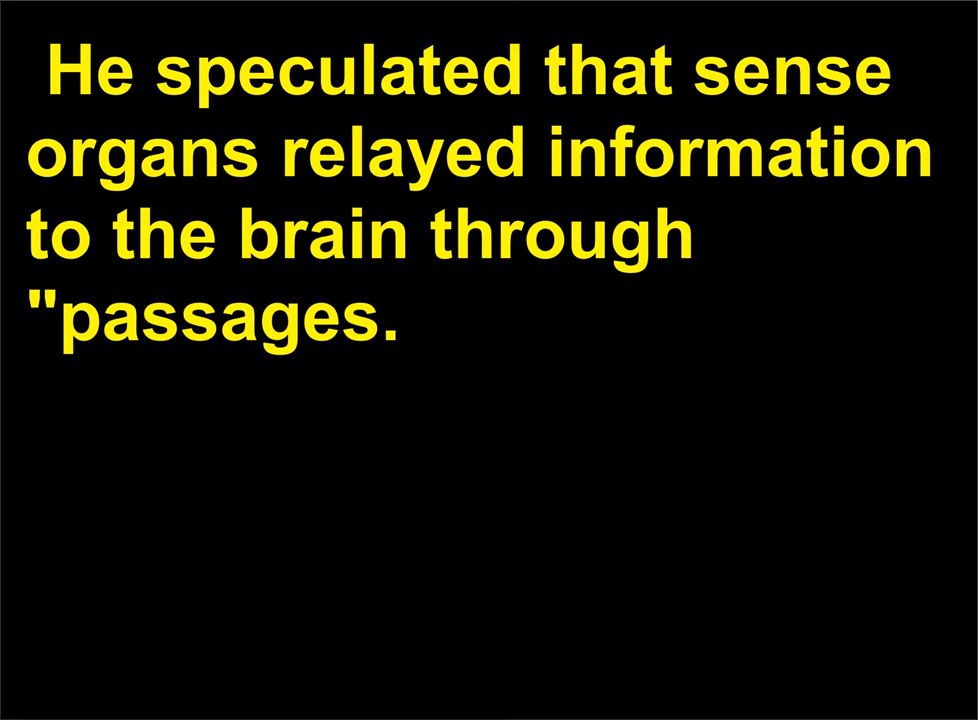 He speculated that sense
organs relayed information
to the brain through
"passages.